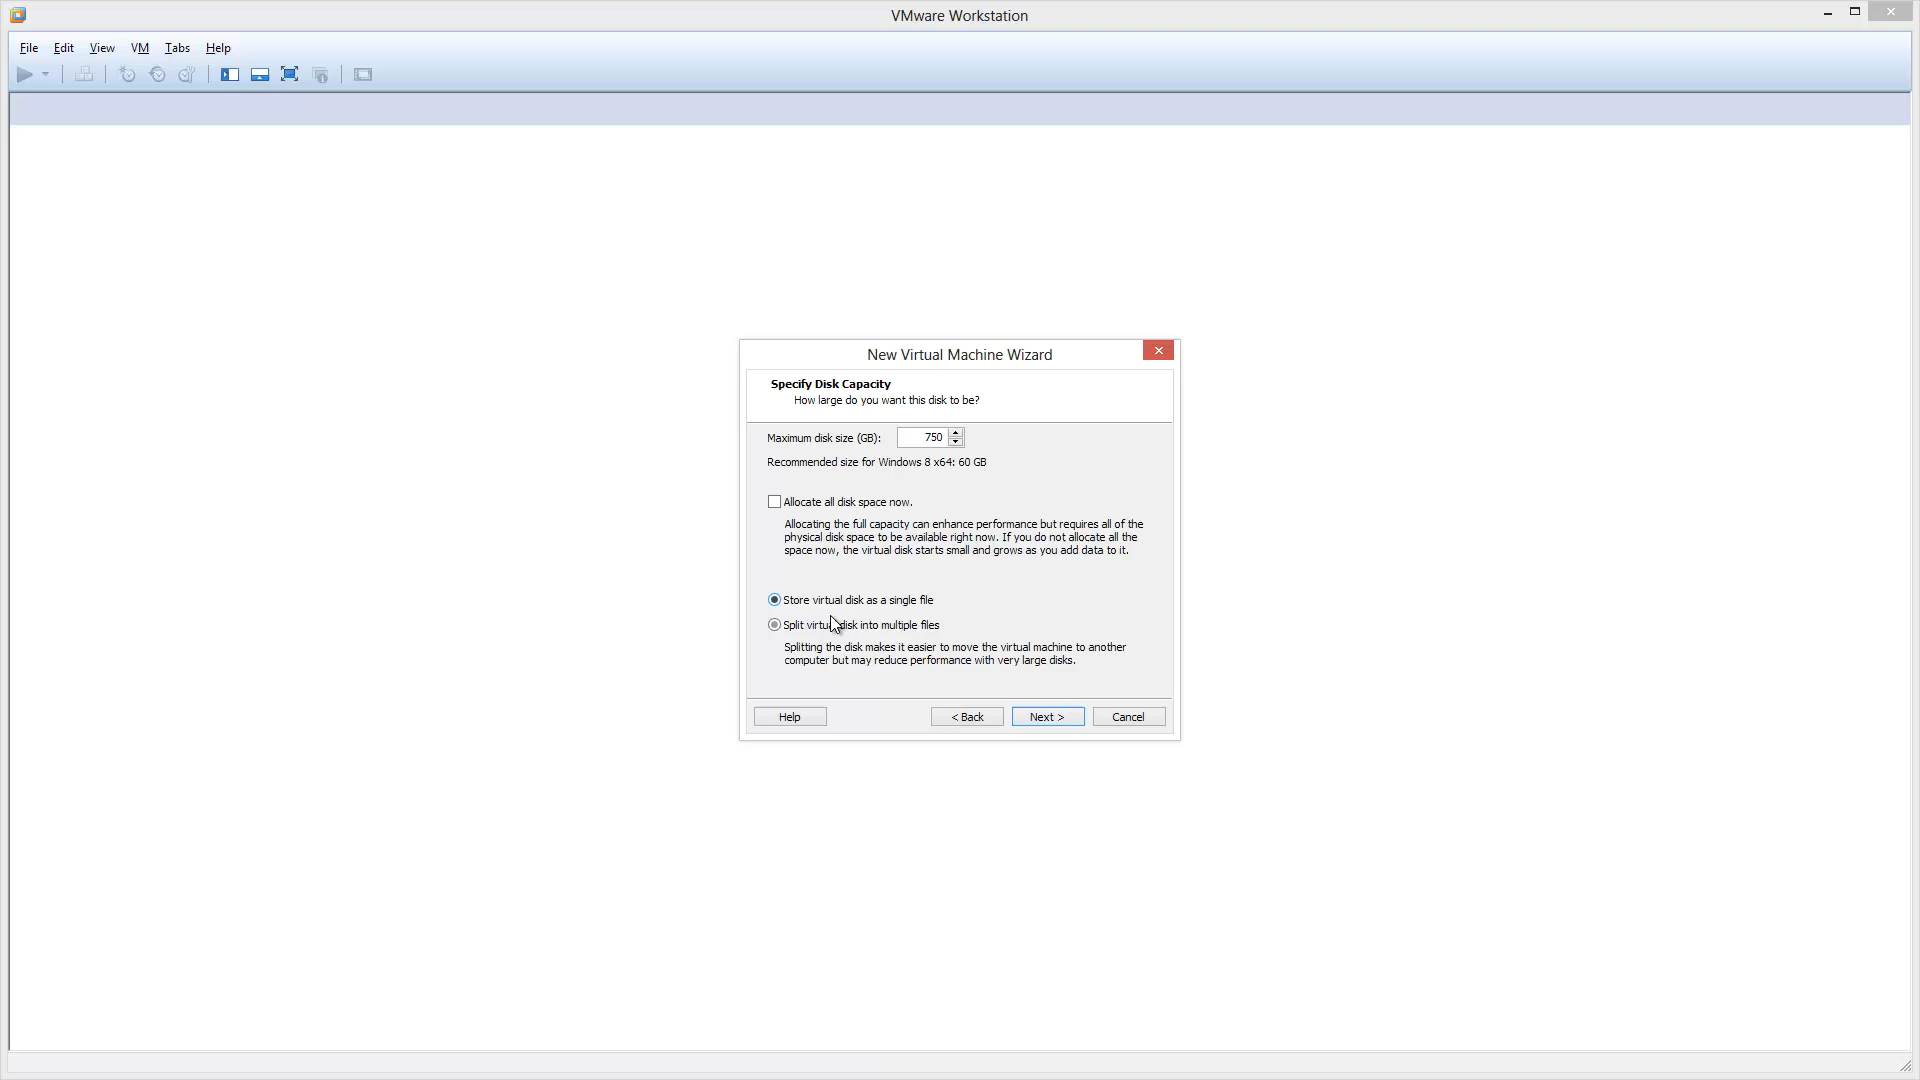 VMware Workstation
File Edit View VM Tabs Help
New Virtual Machine Wizard
Specify Disk Capacity
How large do you want this disk to be?
Maximum disk size (GB): 750
Recommended size for Windows 8 x64: 60 GB
Allocate all disk space now.
Allocating the full capacity can enhance performance but requires all of the
physical disk space to be available right now. If you do not allocate all the
space now, the virtual disk starts small and grows as you add data to it.
Store virtual disk as a single file
Split virtual disk into multiple files
Splitting the disk makes it easier to move the virtual machine to another
computer but may reduce performance with very large disks.
Help < Back Next > Cancel